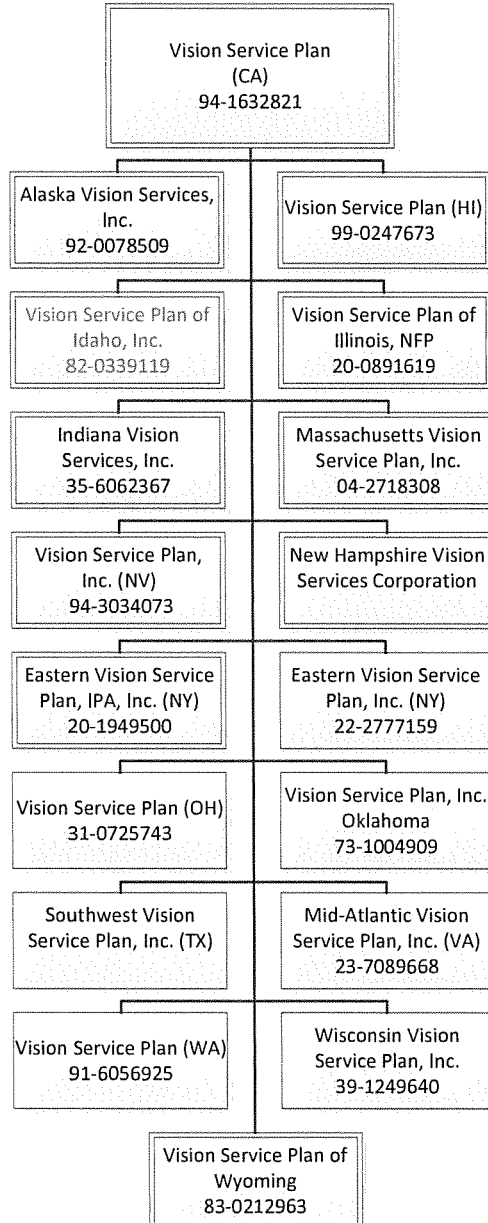 Vision Service Plan
(CA)
94-1632821
Alaska Vision Services,
Inc.
92-0078509
Vision Service Plan (HI)
99-0247673
Vision Service Plan of
Idaho, Inc.
82-0339119
Vision Service Plan of
Illinois, NFP
20-0891619
Indiana Vision
Services, Inc.
35-6062367
Massachusetts Vision
Service Plan, Inc.
04-2718308
Vision Service Plan,
Inc. (NV)
94-3034073
New Hampshire Vision
Services Corporation
Eastern Vision Service
Plan, IPA, Inc. (NY)
20-1949500
Eastern Vision Service
Plan, Inc. (NY)
22-2777159
Vision Service Plan (OH)
31-0725743
Vision Service Plan, Inc.
Oklahoma
73-1004909
Southwest Vision
Service Plan, Inc. (TX)
Mid-Atlantic Vision
Service Plan, Inc. (VA)
23-7089668
Vision Service Plan (WA)
91-6056925
Wisconsin Vision
Service Plan, Inc.
39-1249640
Vision Service Plan of
Wyoming
83-0212963